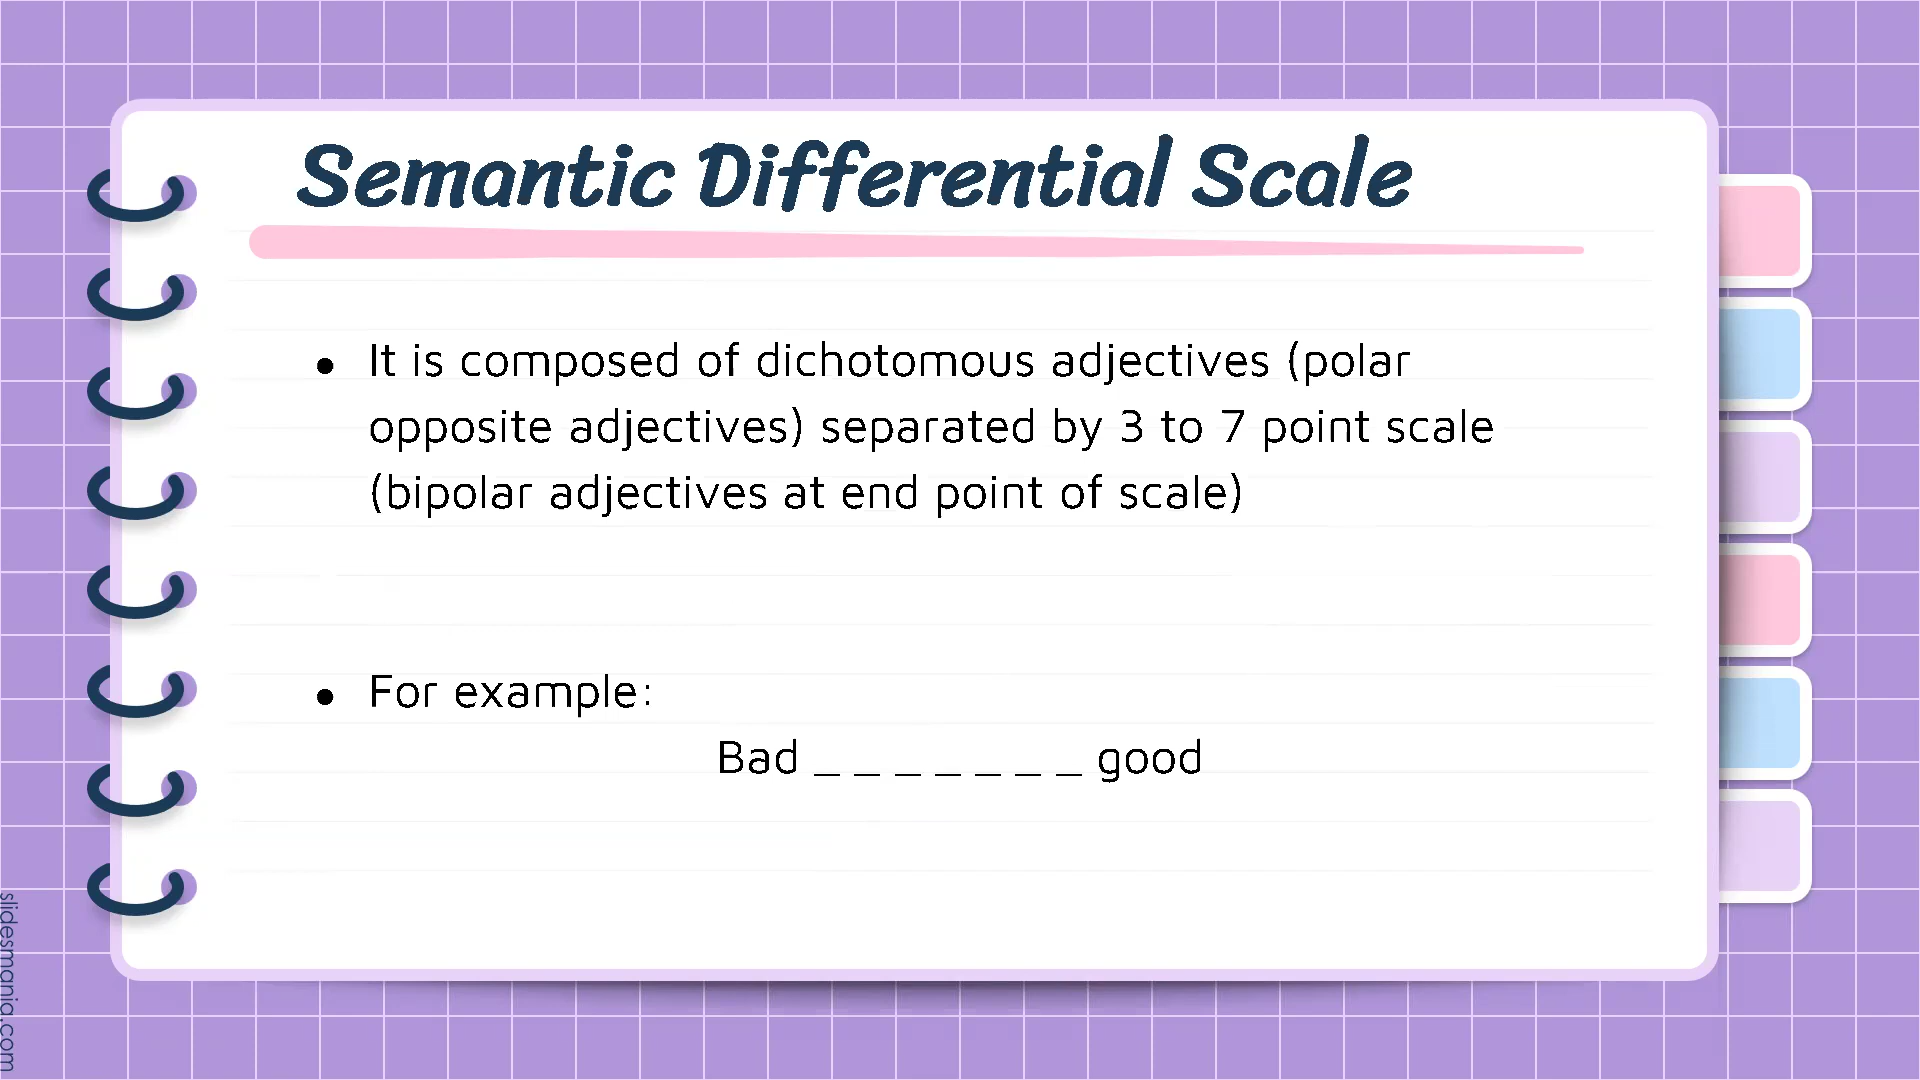 Semantic Differential Scale
• It is composed of dichotomous adjectives (polar
opposite adjectives) separated by 3 to 7 point scale
(bipolar adjectives at end point of scale)
• For example:
Bad _ _ _ _ _ _ _ good
slidesmania.com